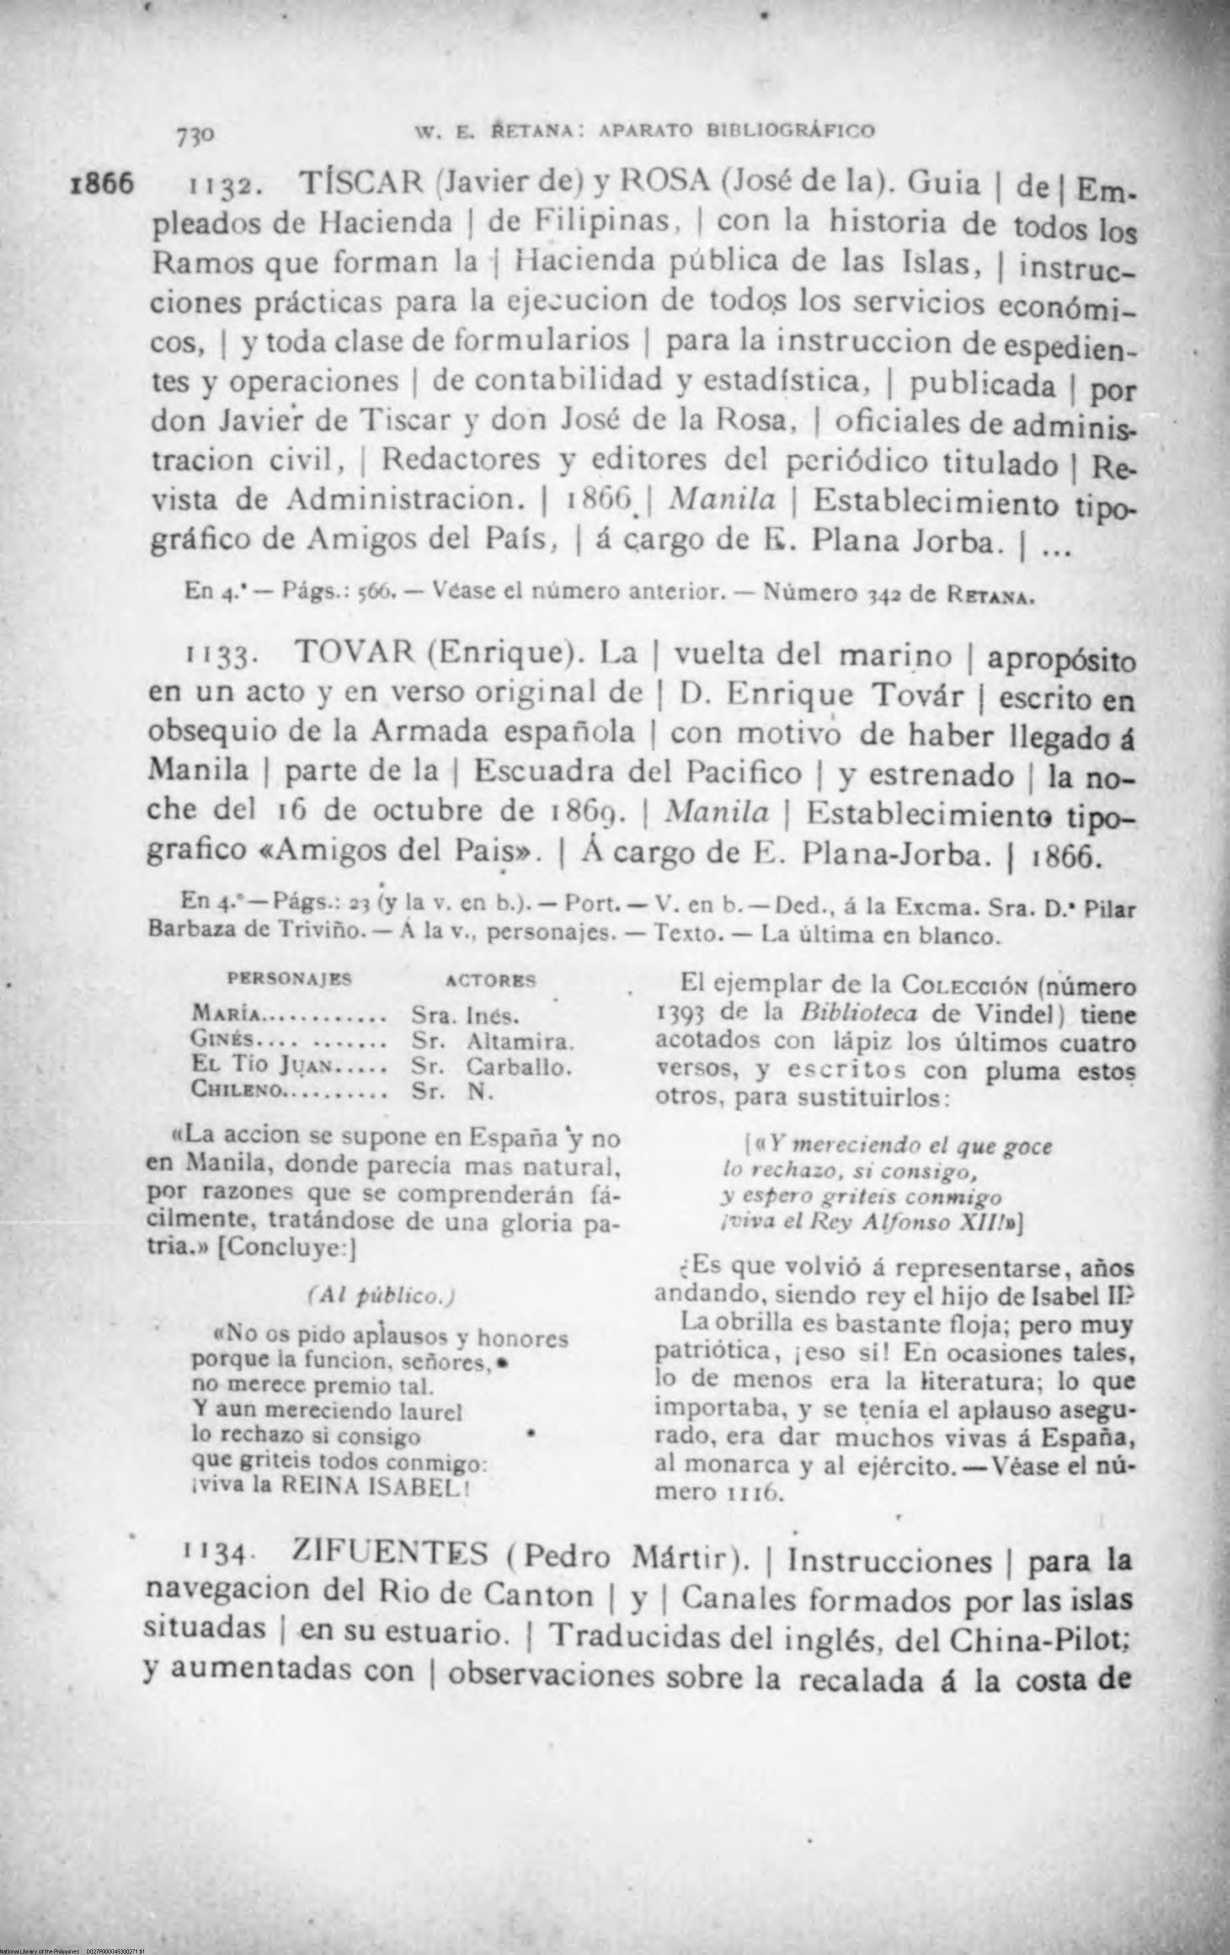 730
W. E. RETANA: APARATO BIBLIOGRÁFICO
1866
1132. TÍSCAR (Javier de) y ROSA (José de la). Guia | de | Em-
pleados de Hacienda | de Filipinas, | con la historia de todos los
Ramos que forman la | Hacienda pública de las Islas, | instruc-
ciones prácticas para la ejecucion de todos los servicios económi-
cos, | y toda clase de formularios | para la instruccion de espedien-
tes y operaciones | de contabilidad y estadística, | publicada | por
don Javier de Tiscar y don José de la Rosa, | oficiales de adminis-
tracion civil, | Redactores y editores del periódico titulado | Re-
vista de Administracion. | 1866 | Manila | Establecimiento tipo-
gráfico de Amigos del País, | á cargo de E. Plana Jorba. | ...
En 4.° — Págs.: 566. — Véase el número anterior. — Número 342 de RETANA.
1133. TOVAR (Enrique). La | vuelta del marino | apropósito
en un acto y en verso original de | D. Enrique Továr | escrito en
obsequio de la Armada española | con motivo de haber llegado á
Manila | parte de la | Escuadra del Pacifico | y estrenado | la no-
che del 16 de octubre de 1869. | Manila | Establecimiento tipo-
grafico «Amigos del Pais». | Á cargo de E. Plana-Jorba. | 1866.
En 4.° — Págs.: 23 (y la v. en b.). — Port. — V. en b. — Ded., á la Excma. Sra. D.ª Pilar
Barbaza de Triviño. — Á la v., personajes. — Texto. — La última en blanco.
PERSONAJES ACTORES
MARÍA............ Sra. Inés.
GINÉS.... ....... Sr. Altamira.
EL TÍO JUAN..... Sr. Carballo.
CHILENO.......... Sr. N.
«La accion se supone en España y no
en Manila, donde parecía mas natural,
por razones que se comprenderán fá-
cilmente, tratándose de una gloria pa-
tria.» [Concluye:]
(Al público.)
«No os pido aplausos y honores
porque la funcion, señores,
no merece premio tal.
Y aun mereciendo laurel
lo rechazo si consigo
que griteis todos conmigo:
¡viva la REINA ISABEL!
El ejemplar de la COLECCIÓN (número
1393 de la Biblioteca de Vindel) tiene
acotados con lápiz los últimos cuatro
versos, y escritos con pluma estos
otros, para sustituirlos:
[«Y mereciendo el que goce
lo rechazo, si consigo,
y espero griteis conmigo
¡viva el Rey Alfonso XII!»]
¿Es que volvió á representarse, años
andando, siendo rey el hijo de Isabel II?
La obrilla es bastante floja; pero muy
patriótica, ¡eso si! En ocasiones tales,
lo de menos era la literatura; lo que
importaba, y se tenía el aplauso asegu-
rado, era dar muchos vivas á España,
al monarca y al ejército. — Véase el nú-
mero 1116.
1134. ZIFUENTES (Pedro Mártir). | Instrucciones | para la
navegacion del Rio de Canton | y | Canales formados por las islas
situadas | en su estuario. | Traducidas del inglés, del China-Pilot;
y aumentadas con | observaciones sobre la recalada á la costa de